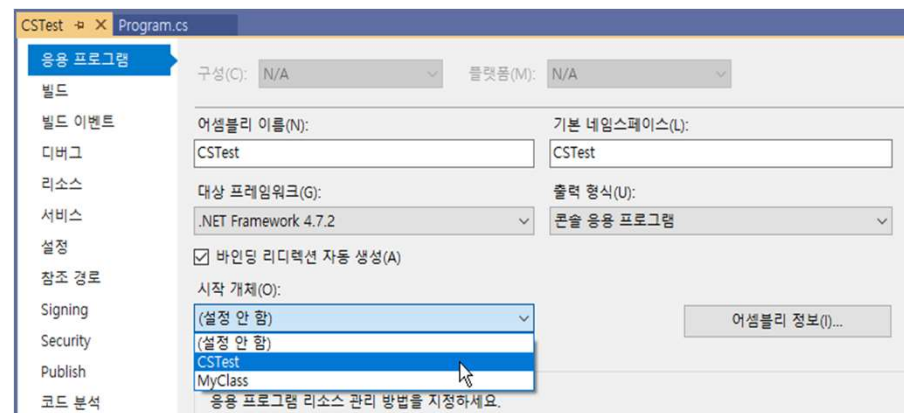 CSTest
Program.cs
응용 프로그램
빌드
빌드 이벤트
디버그
리소스
서비스
설정
참조 경로
Signing
Security
Publish
코드 분석
구성(C): N/A 플랫폼(M): N/A
어셈블리 이름(N): 기본 네임스페이스(L):
CSTest CSTest
대상 프레임워크(G): 출력 형식(U):
.NET Framework 4.7.2 콘솔 응용 프로그램
바인딩 리디렉션 자동 생성(A)
시작 개체(O):
(설정 안 함) 어셈블리 정보(I)...
(설정 안 함)
CSTest
MyClass
응용 프로그램 리소스 관리 방법을 지정하세요.